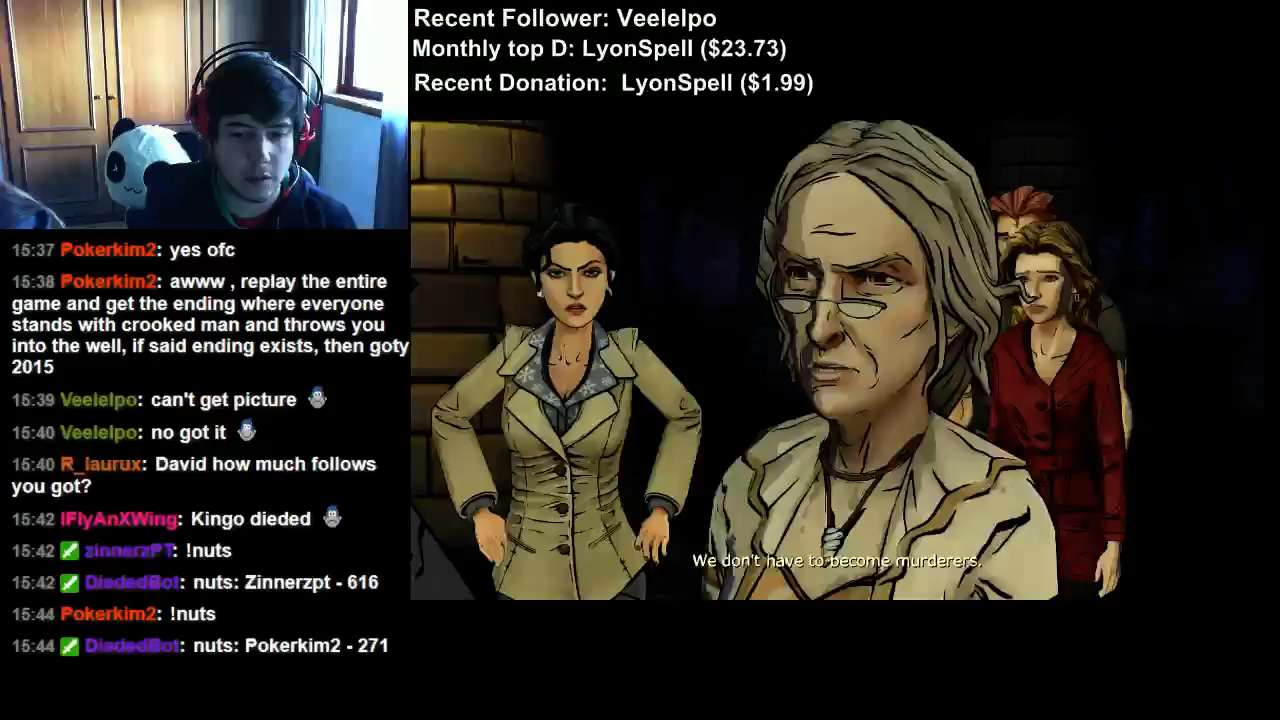 Recent Follower: Veelelpo
Monthly top D: LyonSpell ($23.73)
Recent Donation: LyonSpell ($1.99)
15:37 Pokerkim2: yes ofc
15:38 Pokerkim2: awww , replay the entire
game and get the ending where everyone
stands with crooked man and throws you
into the well, if said ending exists, then goty
2015
15:39 Veelelpo: can't get picture
15:40 Veelelpo: no got it
15:40 R_laurux: David how much follows
you got?
15:42 IFlyAnXWing: Kingo dieded
15:42 zinnerzPT: !nuts
15:42 DiededBot: nuts: Zinnerzpt - 616
15:44 Pokerkim2: !nuts
15:44 DiededBot: nuts: Pokerkim2 - 271
We don't have to become murderers.